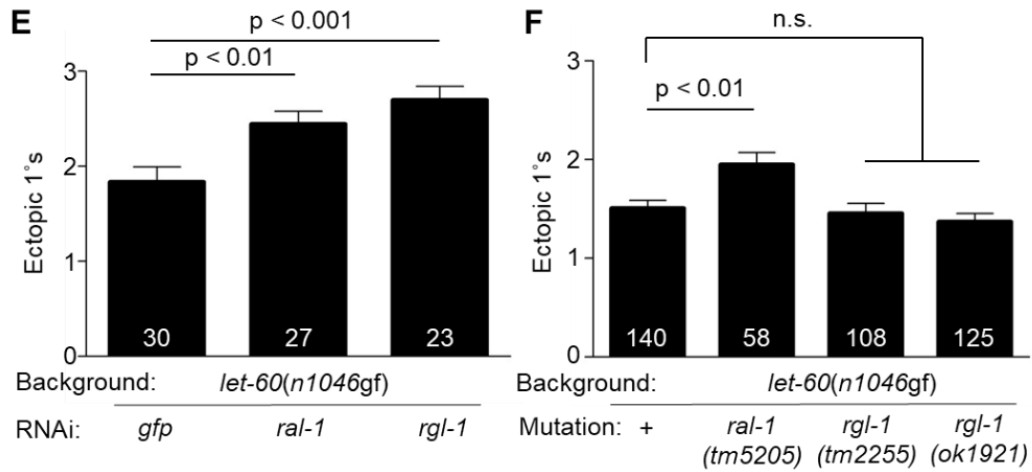 E
p < 0.001
p < 0.01
3
2
1
0
Ectopic 1˚s
30 27 23
Background: let-60(n1046gf)
RNAi: gfp ral-1 rgl-1
F
n.s.
p < 0.01
3
2
1
0
Ectopic 1˚s
140 58 108 125
Background: let-60(n1046gf)
Mutation: + ral-1 rgl-1 rgl-1
(tm5205) (tm2255) (ok1921)